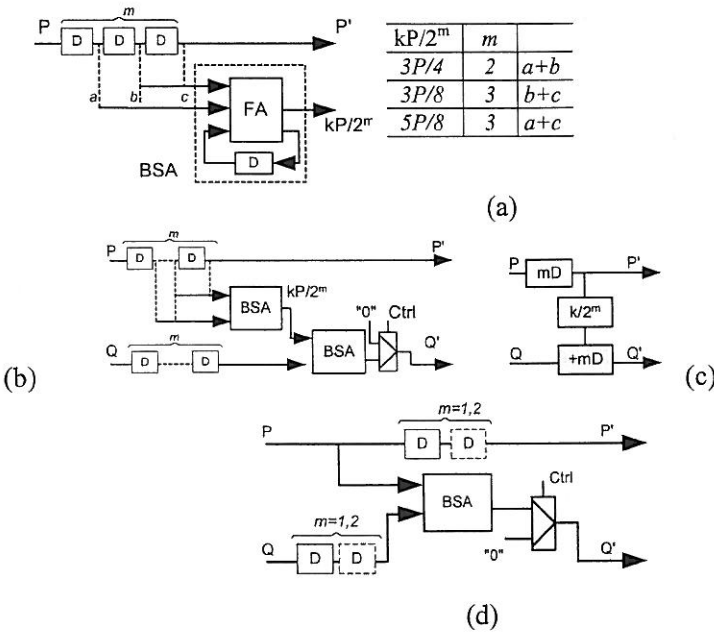 m
P D D D P'
kP/2^m m
3P/4 2 a+b
3P/8 3 b+c
5P/8 3 a+c
a b c
FA
kP/2^m
D
BSA
(a)
m
P D D P'
kP/2^m
BSA
"0" Ctrl
m
BSA
Q D D Q'
(b)
P mD P'
k/2^m
Q +mD Q'
(c)
m=1,2
P D D P'
Ctrl
BSA
m=1,2
"0"
Q D D Q'
(d)